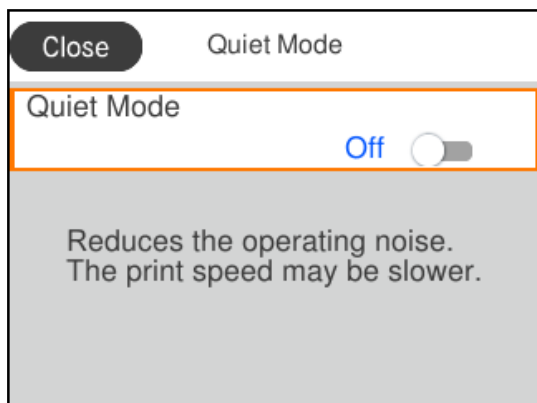 Close Quiet Mode
Quiet Mode
Off
Reduces the operating noise.
The print speed may be slower.